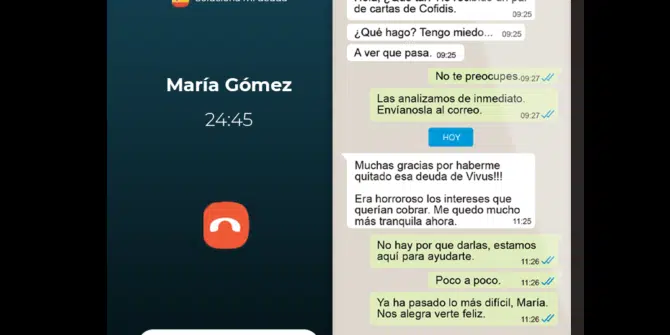 María Gómez
24:45
de cartas de Cofidis.
09:25
¿Qué hago? Tengo miedo...
09:25
A ver que pasa. 09:25
No te preocupes. 09:27
Las analizamos de inmediato.
Envíanosla al correo.
09:27
HOY
Muchas gracias por haberme
quitado esa deuda de Vivus!!!
Era horroroso los intereses que
querían cobrar. Me quedo mucho
más tranquila ahora.
11:25
No hay por que darlas, estamos
aquí para ayudarte.
11:26
Poco a poco. 11:26
Ya ha pasado lo más difícil, María.
Nos alegra verte feliz.
11:26